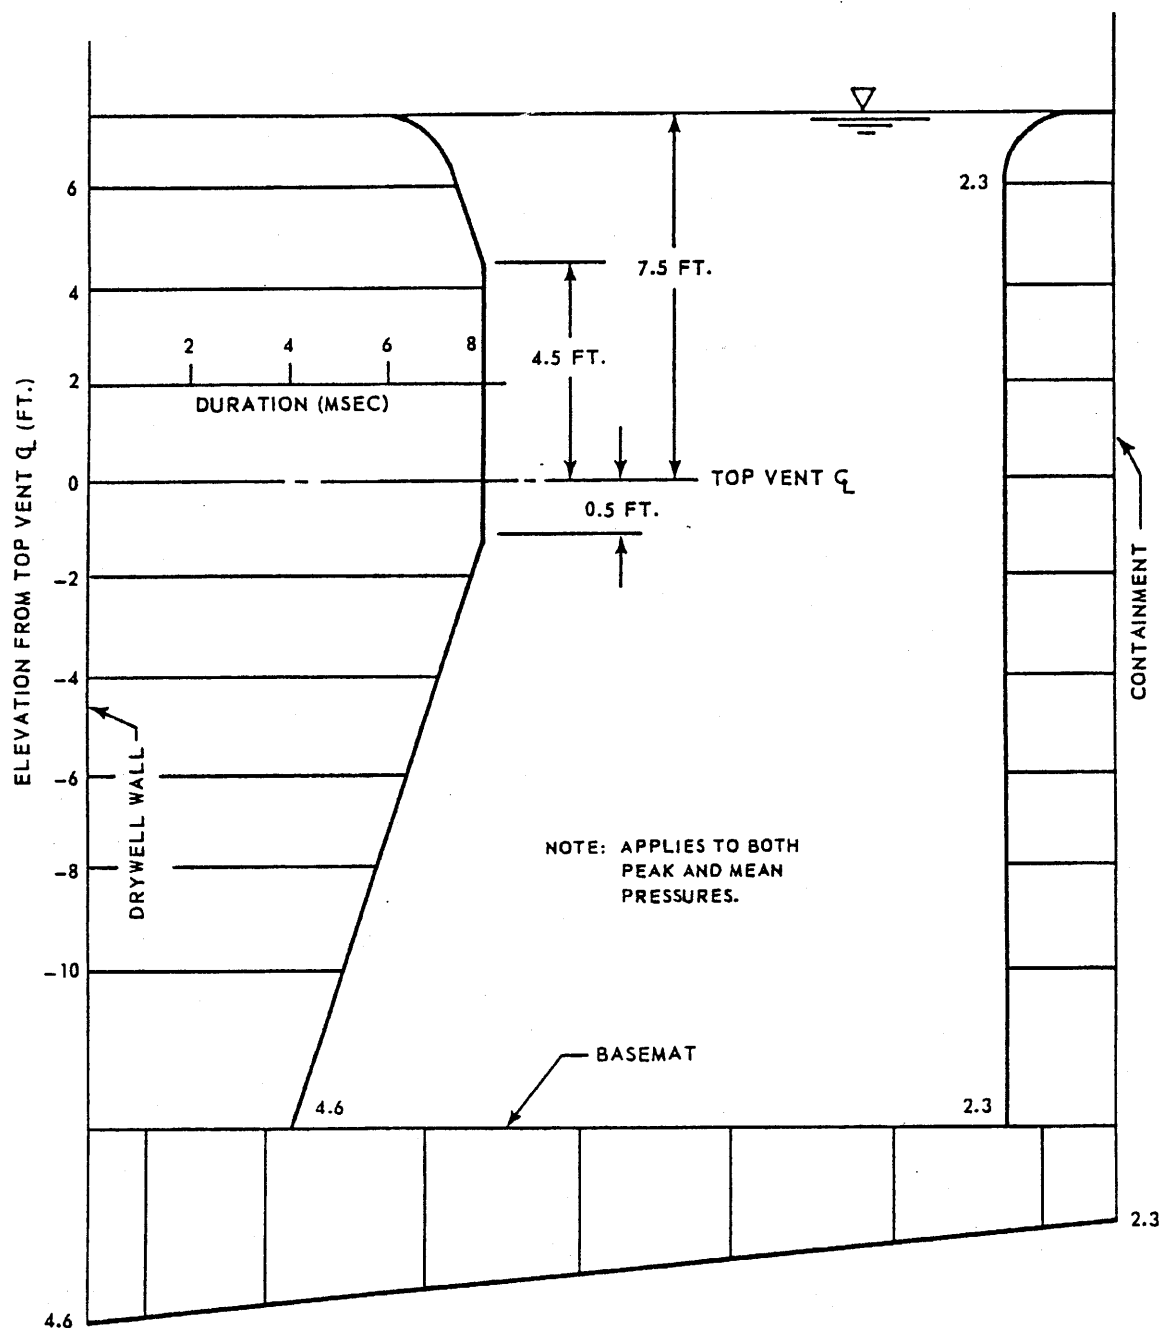 6
2.3
7.5 FT.
4
2
4
6
8
4.5 FT.
2
DURATION (MSEC)
0
TOP VENT ℄
0.5 FT.
-2
-4
-6
-8
-10
ELEVATION FROM TOP VENT ℄ (FT.)
DRYWELL WALL
CONTAINMENT
NOTE: APPLIES TO BOTH
PEAK AND MEAN
PRESSURES.
BASEMAT
4.6
2.3
2.3
4.6